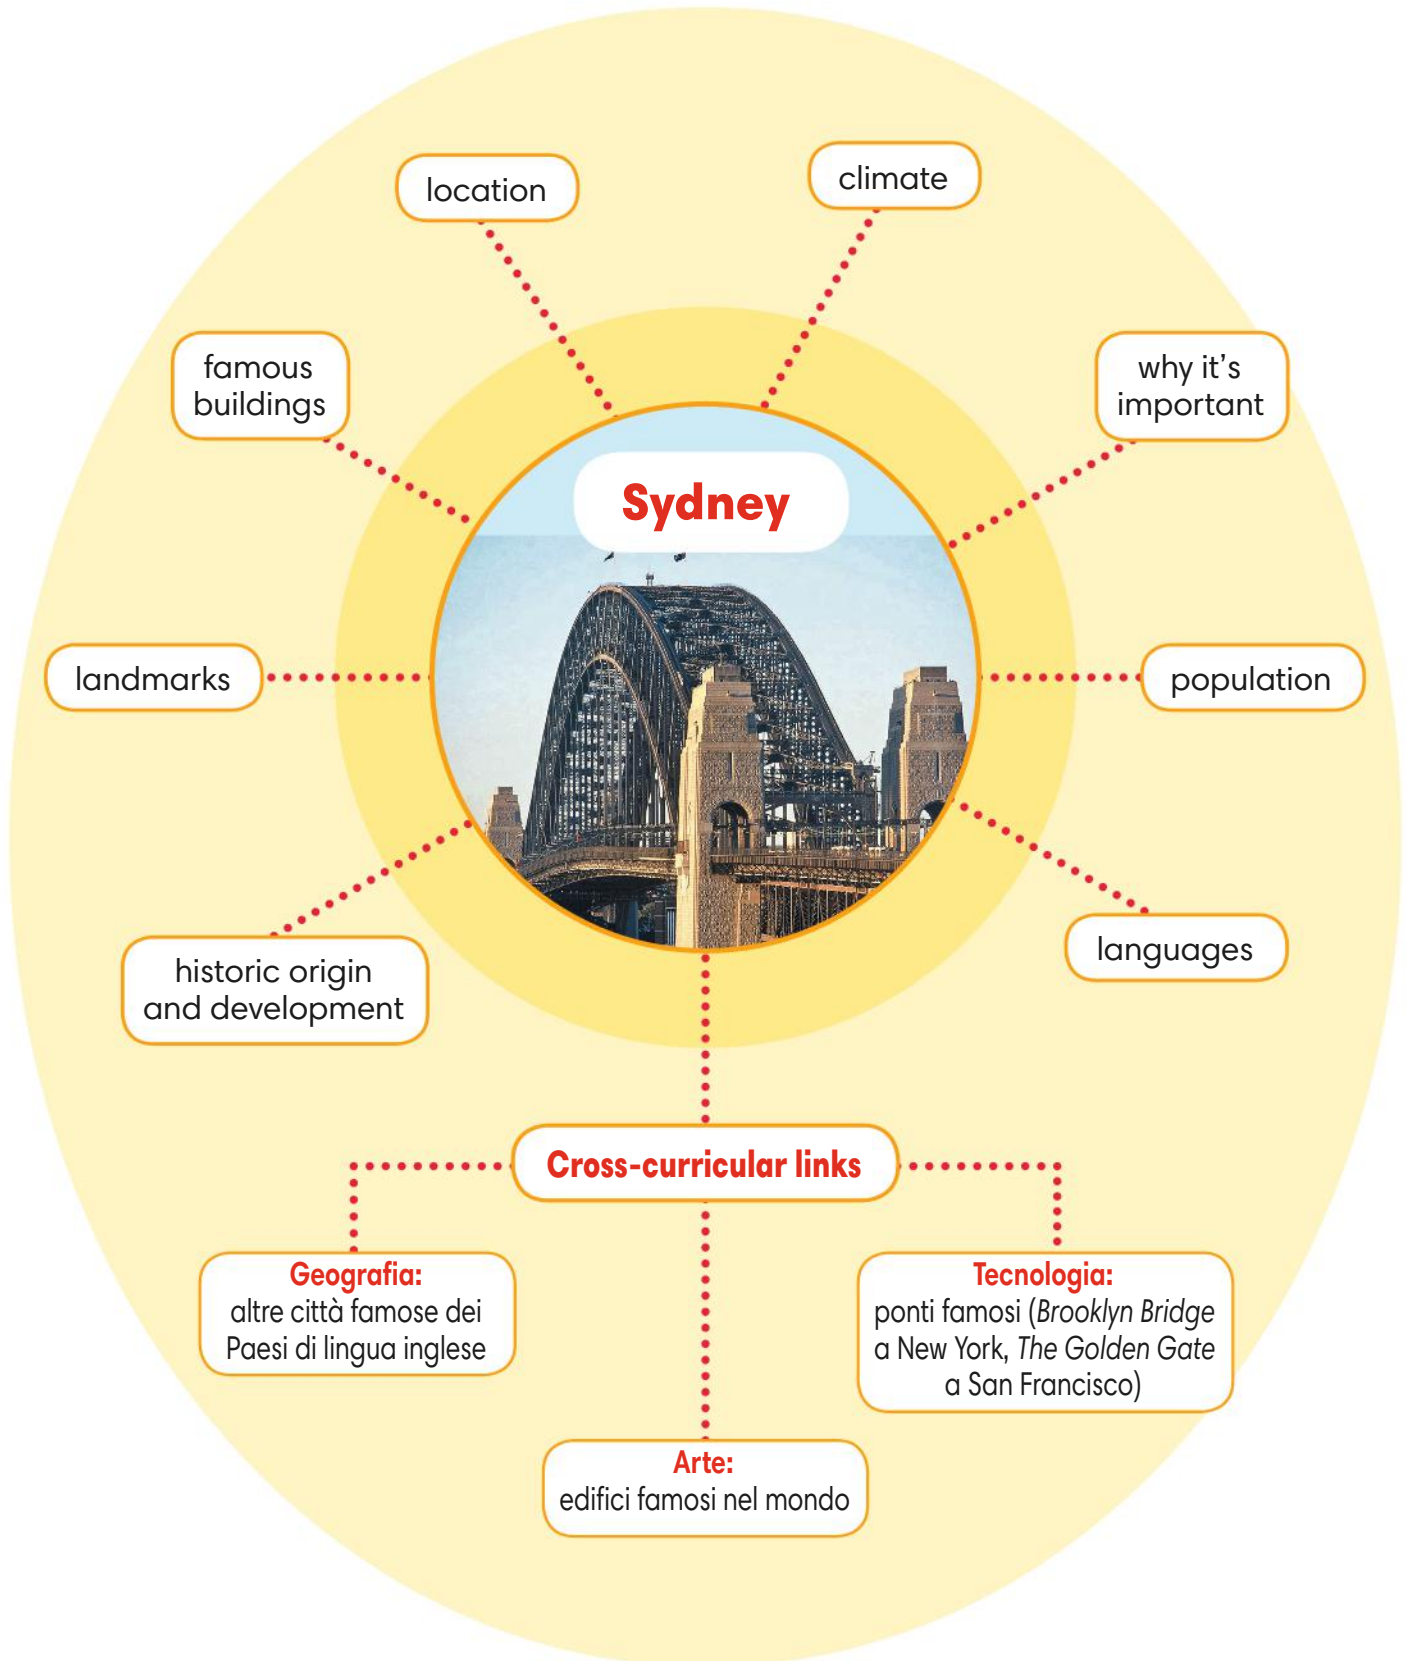 location
climate
famous
buildings
why it's
important
Sydney
landmarks
population
historic origin
and development
languages
Cross-curricular links
Geografia:
altre città famose dei
Paesi di lingua inglese
Tecnologia:
ponti famosi (Brooklyn Bridge
a New York, The Golden Gate
a San Francisco)
Arte:
edifici famosi nel mondo